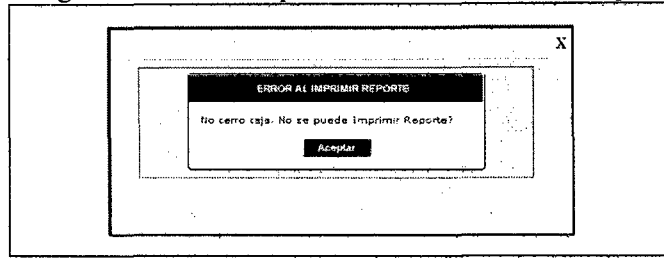 X
ERROR AL IMPRIMIR REPORTE
No cerro caja. No se puede Imprimir Reporte?
Aceptar